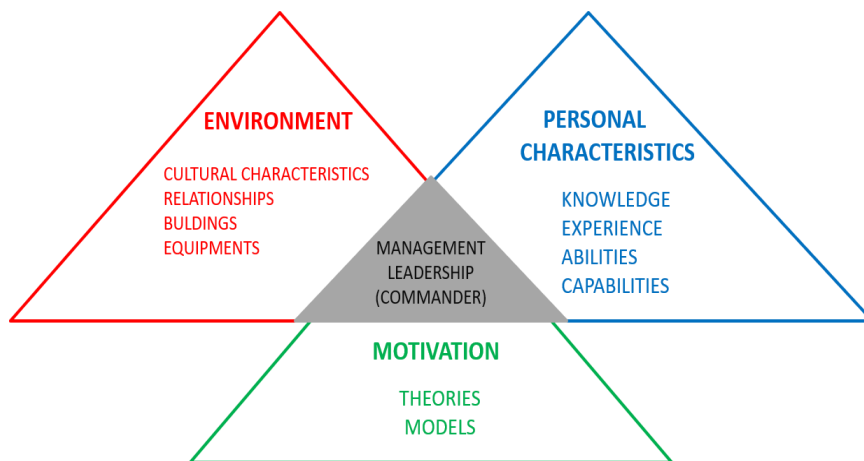 ENVIRONMENT
CULTURAL CHARACTERISTICS
RELATIONSHIPS
BULDINGS
EQUIPMENTS
PERSONAL
CHARACTERISTICS
KNOWLEDGE
EXPERIENCE
ABILITIES
CAPABILITIES
MANAGEMENT
LEADERSHIP
(COMMANDER)
MOTIVATION
THEORIES
MODELS